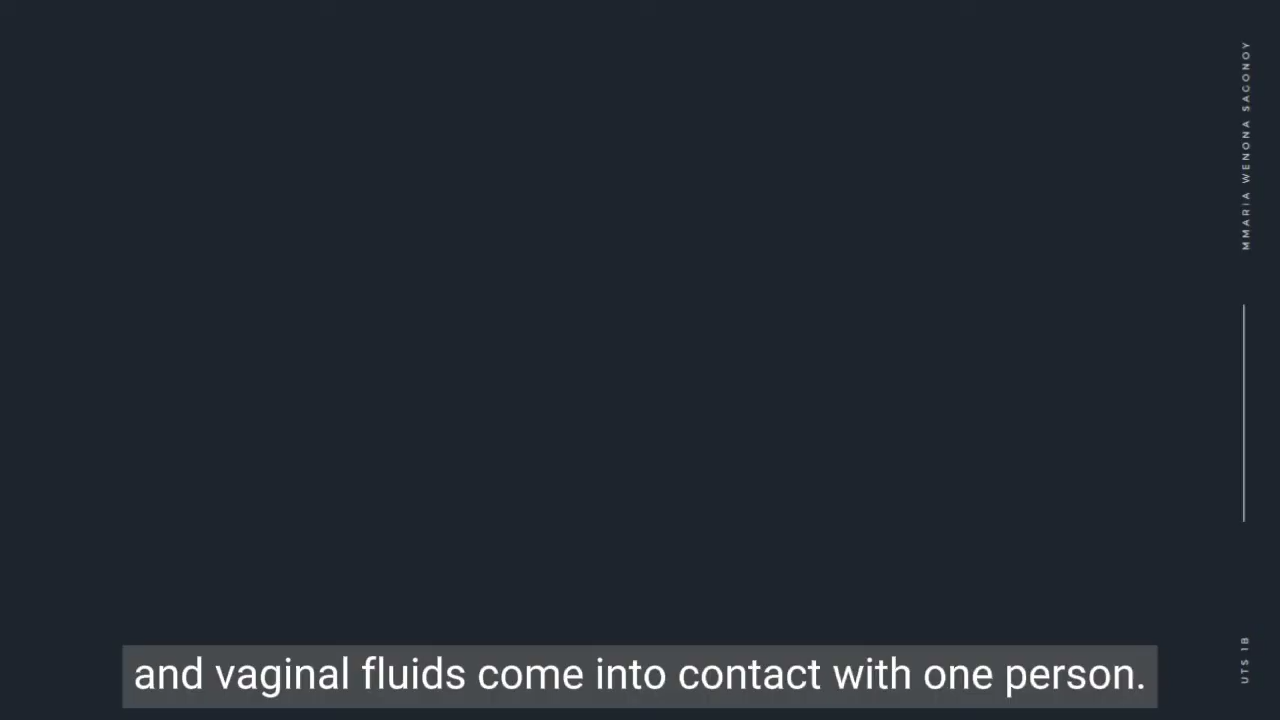 MMARIA WENONA SAGONOY
UTS 1B
and vaginal fluids come into contact with one person.